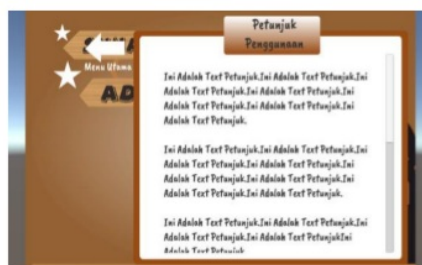 Petunjuk
Penggunaan
Menu Utama
AD
Ini Adalah Text Petunjuk.Ini Adalah Text Petunjuk.Ini
Adalah Text Petunjuk.Ini Adalah Text Petunjuk.Ini
Adalah Text Petunjuk.Ini Adalah Text Petunjuk.Ini
Adalah Text Petunjuk.
Ini Adalah Text Petunjuk.Ini Adalah Text Petunjuk.Ini
Adalah Text Petunjuk.Ini Adalah Text Petunjuk.Ini
Adalah Text Petunjuk.Ini Adalah Text Petunjuk.Ini
Adalah Text Petunjuk.Ini Adalah Text Petunjuk.
Ini Adalah Text Petunjuk.Ini Adalah Text Petunjuk.Ini
Adalah Text Petunjuk.Ini Adalah Text PetunjukIni
Adalah Text Petunjuk